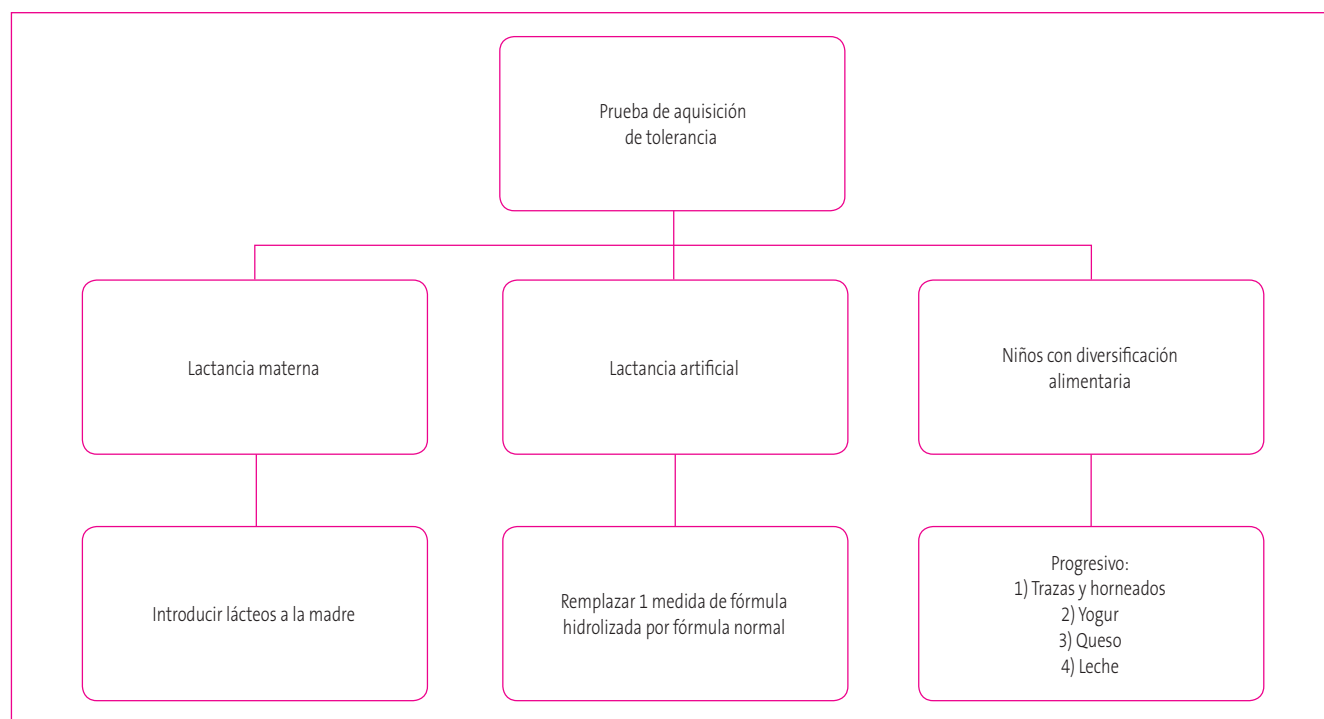 Prueba de aquisición
de tolerancia
Lactancia materna
Lactancia artificial
Niños con diversificación
alimentaria
Introducir lácteos a la madre
Remplazar 1 medida de fórmula
hidrolizada por fórmula normal
Progresivo:
1) Trazas y horneados
2) Yogur
3) Queso
4) Leche